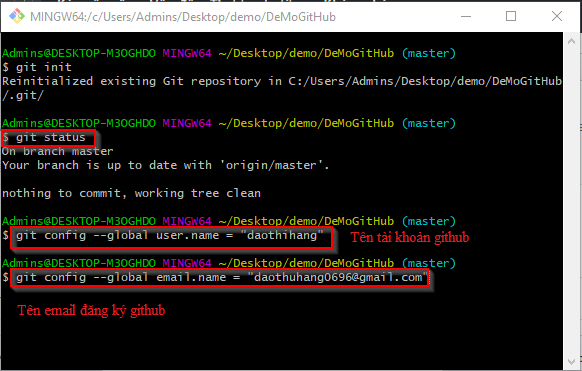 MINGW64:/c/Users/Admins/Desktop/demo/DeMoGitHub
Admins@DESKTOP-M3OGHDO MINGW64 ~/Desktop/demo/DeMoGitHub (master)
$ git init
Reinitialized existing Git repository in C:/Users/Admins/Desktop/demo/DeMoGitHub
/.git/
Admins@DESKTOP-M3OGHDO MINGW64 ~/Desktop/demo/DeMoGitHub (master)
$ git status
On branch master
Your branch is up to date with 'origin/master'.
nothing to commit, working tree clean
Admins@DESKTOP-M3OGHDO MINGW64 ~/Desktop/demo/DeMoGitHub (master)
$ git config --global user.name = "daothihang"
Tên tài khoản github
Admins@DESKTOP-M3OGHDO MINGW64 ~/Desktop/demo/DeMoGitHub (master)
$ git config --global email.name = "daothuhang0696@gmail.com"
Tên email đăng ký github